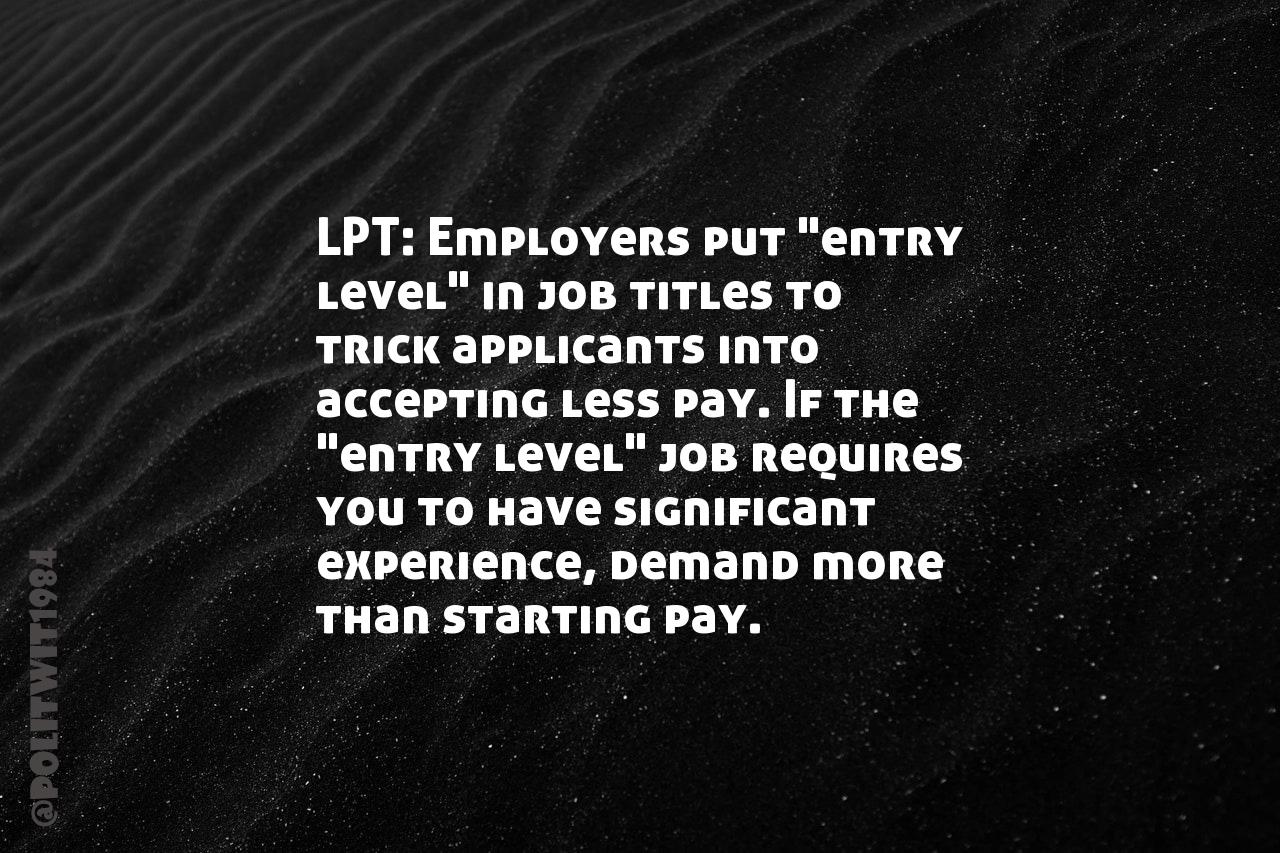 LPT: Employers put "entry
level" in job titles to
trick applicants into
accepting less pay. If the
"entry level" job requires
you to have significant
experience, demand more
than starting pay.
@politwit1984